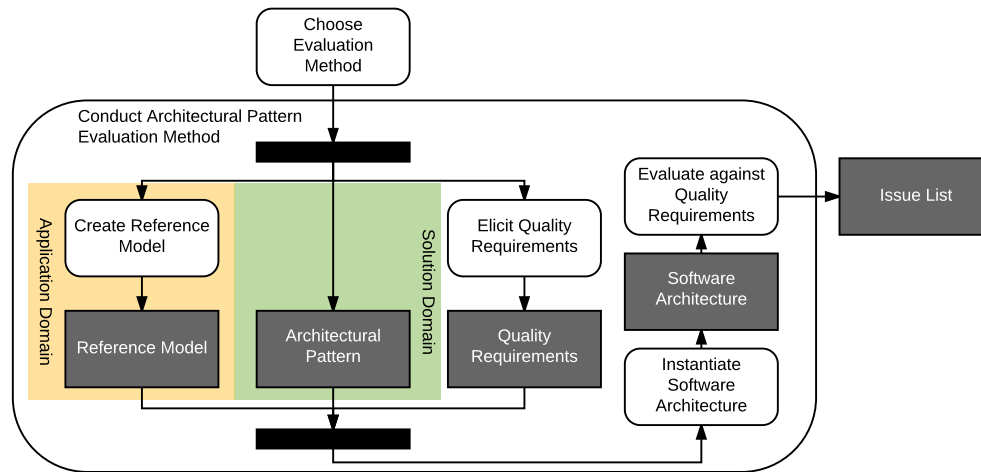 Choose
Evaluation
Method
Conduct Architectural Pattern
Evaluation Method
Application Domain
Create Reference
Model
Reference Model
Architectural
Pattern
Solution Domain
Elicit Quality
Requirements
Quality
Requirements
Evaluate against
Quality
Requirements
Software
Architecture
Instantiate
Software
Architecture
Issue List